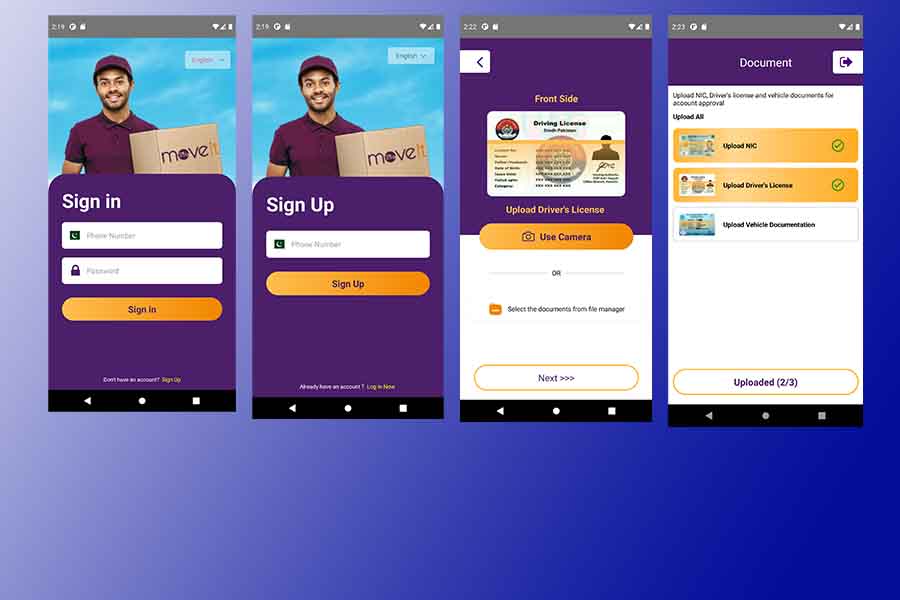 2:19
English
moveIt
Sign in
Phone Number
Password
Sign in
Don't have an account? Sign Up
2:19
English
moveIt
Sign Up
Phone Number
Sign Up
Already have an account ? Log in Now
2:22
Front Side
Driving License
Sindh Pakistan
Upload Driver's License
Use Camera
OR
Select the documents from file manager
Next >>>
2:23
Document
Upload NIC, Driver's license and vehicle documents for
account approval
Upload All
Upload NIC
Upload Driver's License
Upload Vehicle Documentation
Uploaded (2/3)